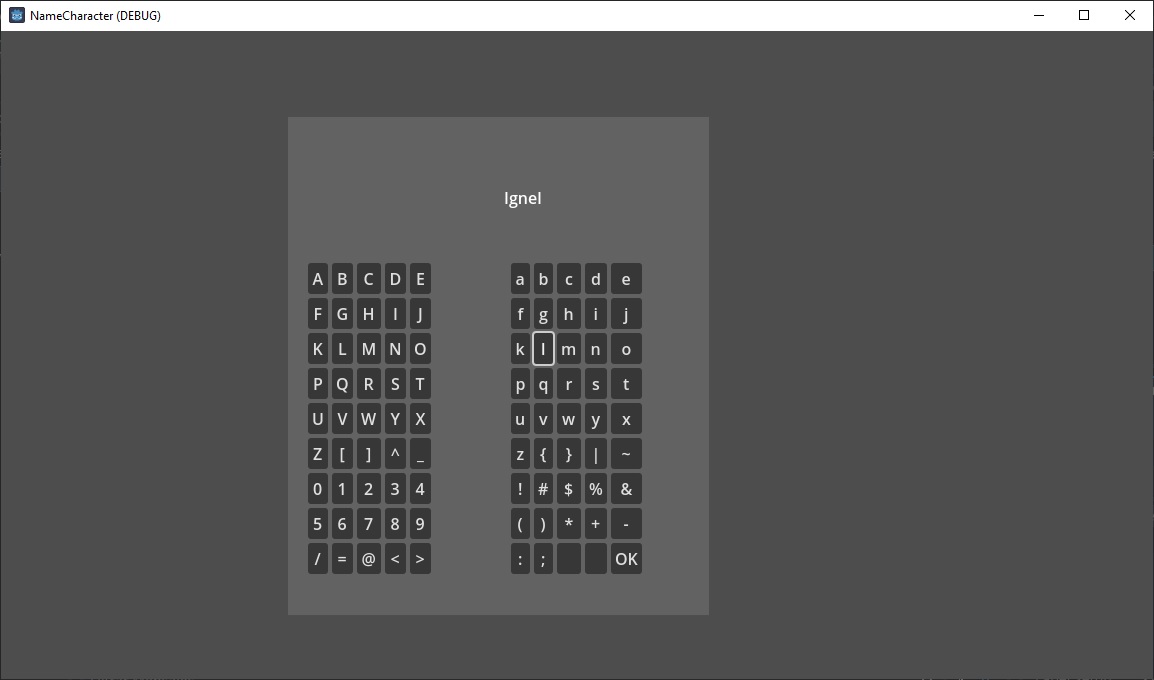 NameCharacter (DEBUG)
Ignel
A B C D E a b c d e
F G H I J f g h i j
K L M N O k l m n o
P Q R S T p q r s t
U V W Y X u v w y x
Z [ ] ^ _ z { } | ~
0 1 2 3 4 ! # $ % &
5 6 7 8 9 ( ) * + -
/ = @ < > : ; OK